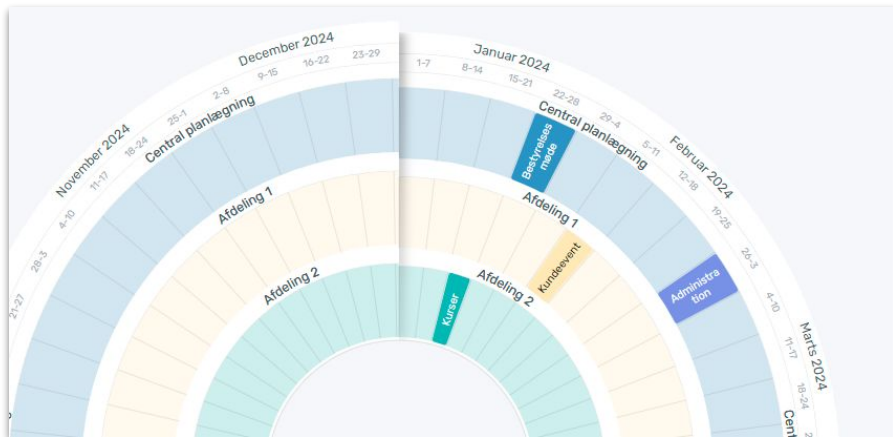 November 2024
December 2024
21-27
28-3
4-10
11-17
18-24
25-1
2-8
9-15
16-22
23-29
Central planlægning
Afdeling 1
Afdeling 2
Januar 2024
Februar 2024
Marts 2024
1-7
8-14
15-21
22-28
29-4
5-11
12-18
19-25
26-3
4-10
11-17
18-24
Central planlægning
Bestyrelses
møde
Administra
tion
Afdeling 1
Kundeevent
Afdeling 2
Kurser